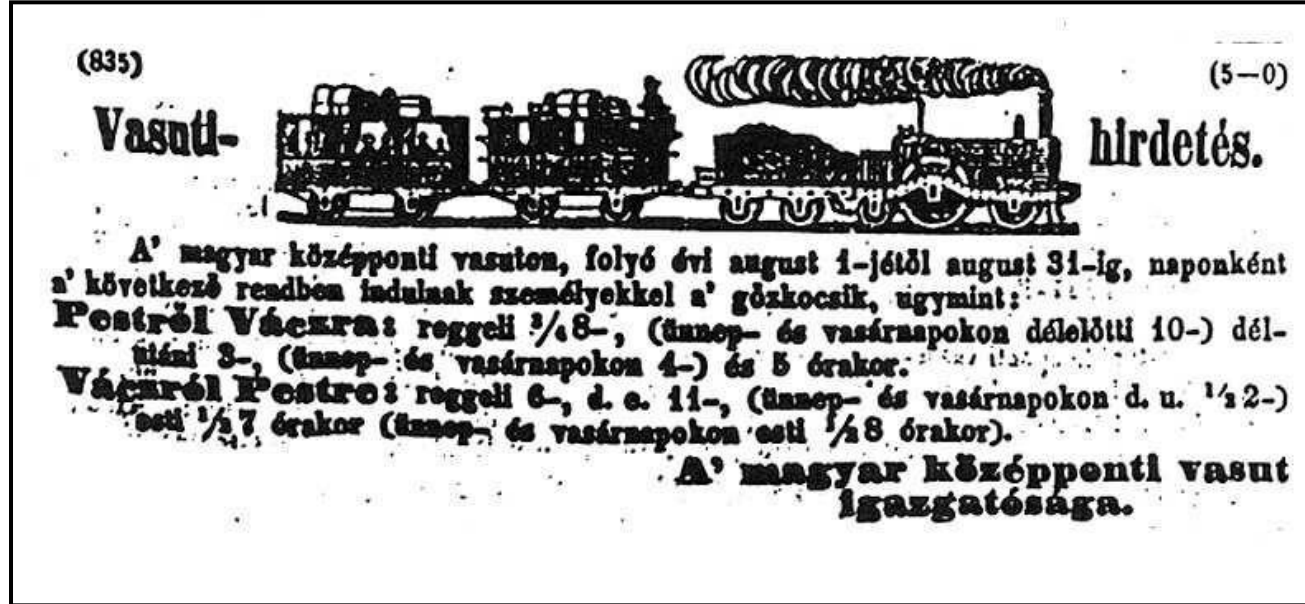 (835)
(5—0)
Vasuti-
hirdetés.
A’ magyar középponti vasuton, folyó évi august 1-jétől august 31-ig, naponként
a’ következő rendben indulnak személyekkel a’ gőzkocsik, ugymint:
Pestről Váczra: reggeli ³/₄8-, (ünnep- és vasárnapokon délelőtti 10-) dél-
utáni 3-, (ünnep- és vasárnapokon 4-) és 5 órakor.
Váczról Pestre: reggeli 6-, d. e. 11-, (ünnep- és vasárnapokon d. u. ¹/₂2-)
esti ¹/₂7 órakor (ünnep- és vasárnapokon esti ¹/₂8 órakor).
A’ magyar középponti vasut
igazgatósága.